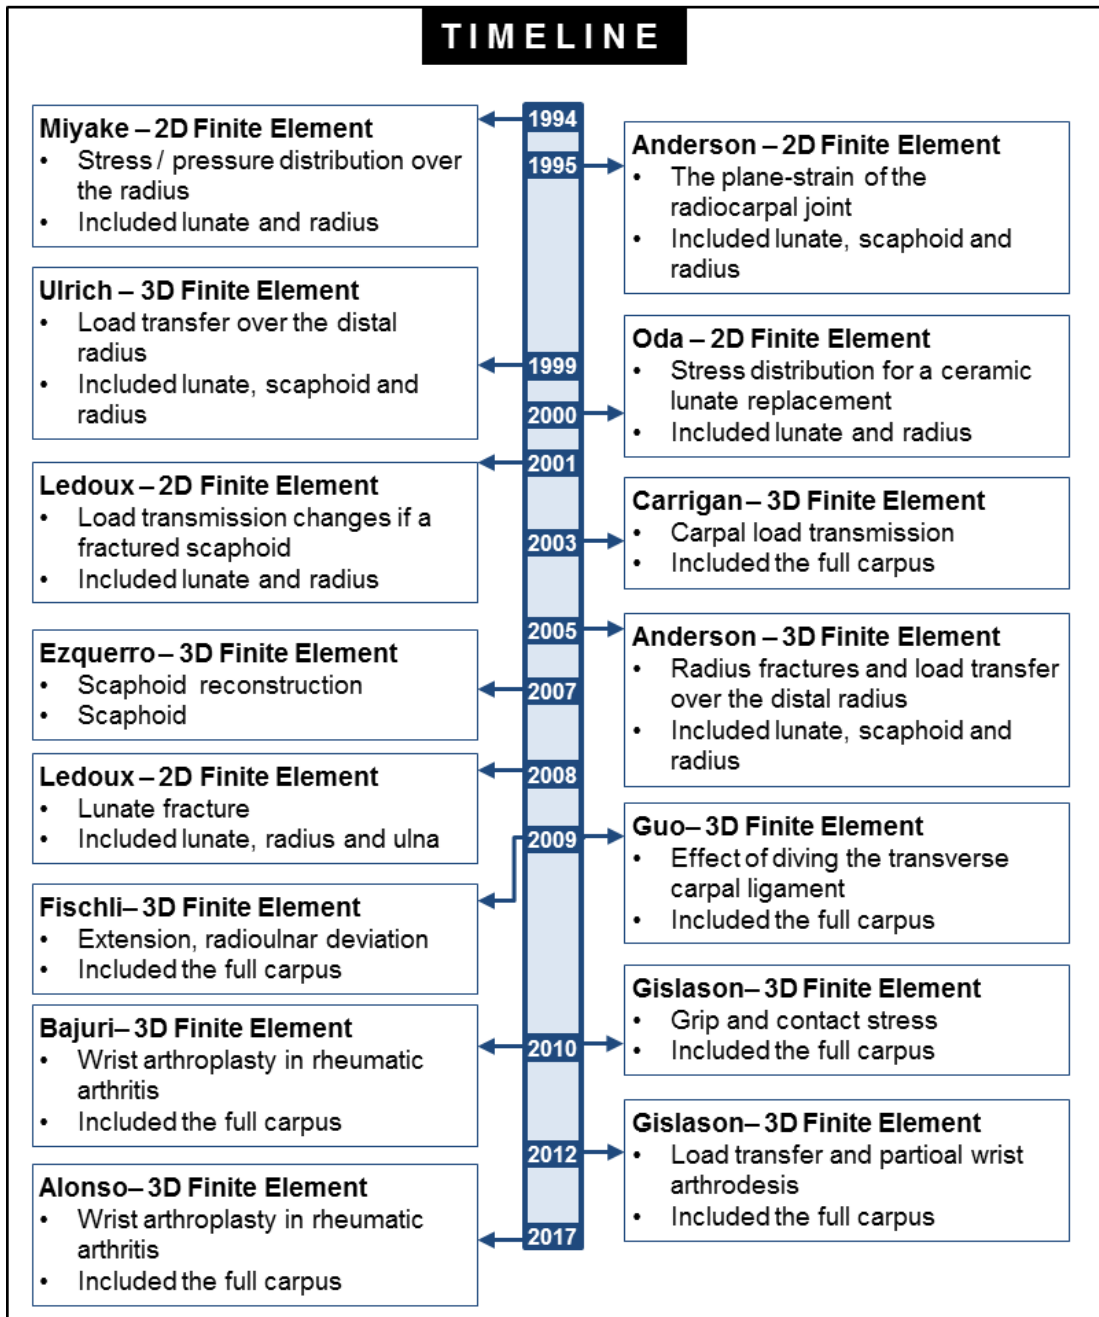 TIMELINE
1994
Miyake – 2D Finite Element
• Stress / pressure distribution over
the radius
• Included lunate and radius
1995
Anderson – 2D Finite Element
• The plane-strain of the
radiocarpal joint
• Included lunate, scaphoid and
radius
Ulrich – 3D Finite Element
• Load transfer over the distal
radius
• Included lunate, scaphoid and
radius
1999
2000
Oda – 2D Finite Element
• Stress distribution for a ceramic
lunate replacement
• Included lunate and radius
2001
Ledoux – 2D Finite Element
• Load transmission changes if a
fractured scaphoid
• Included lunate and radius
2003
Carrigan – 3D Finite Element
• Carpal load transmission
• Included the full carpus
2005
Anderson – 3D Finite Element
• Radius fractures and load transfer
over the distal radius
• Included lunate, scaphoid and
radius
Ezquerro – 3D Finite Element
• Scaphoid reconstruction
• Scaphoid
2007
Ledoux – 2D Finite Element
• Lunate fracture
• Included lunate, radius and ulna
2008
2009
Guo– 3D Finite Element
• Effect of diving the transverse
carpal ligament
• Included the full carpus
Fischli– 3D Finite Element
• Extension, radioulnar deviation
• Included the full carpus
Gislason– 3D Finite Element
• Grip and contact stress
• Included the full carpus
Bajuri– 3D Finite Element
• Wrist arthroplasty in rheumatic
arthritis
• Included the full carpus
2010
2012
Gislason– 3D Finite Element
• Load transfer and partioal wrist
arthrodesis
• Included the full carpus
Alonso– 3D Finite Element
• Wrist arthroplasty in rheumatic
arthritis
• Included the full carpus
2017